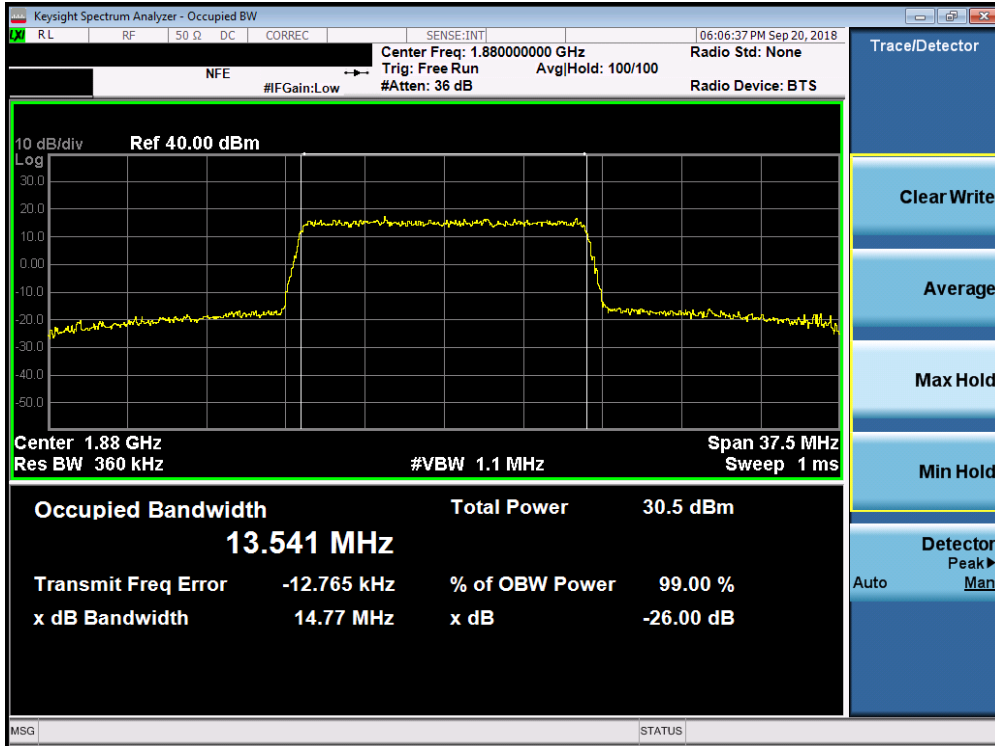 Keysight Spectrum Analyzer - Occupied BW
LXI RL RF 50 Ω DC CORREC SENSE:INT 06:06:37 PM Sep 20, 2018
Center Freq: 1.880000000 GHz Radio Std: None
NFE Trig: Free Run Avg|Hold: 100/100
#IFGain:Low #Atten: 36 dB Radio Device: BTS
10 dB/div Ref 40.00 dBm
Log
30.0
20.0
10.0
0.00
-10.0
-20.0
-30.0
-40.0
-50.0
Center 1.88 GHz Span 37.5 MHz
Res BW 360 kHz #VBW 1.1 MHz Sweep 1 ms
Occupied Bandwidth Total Power 30.5 dBm
13.541 MHz
Transmit Freq Error -12.765 kHz % of OBW Power 99.00 %
x dB Bandwidth 14.77 MHz x dB -26.00 dB
MSG STATUS
Trace/Detector
Clear Write
Average
Max Hold
Min Hold
Detector
Peak▶
Auto Man